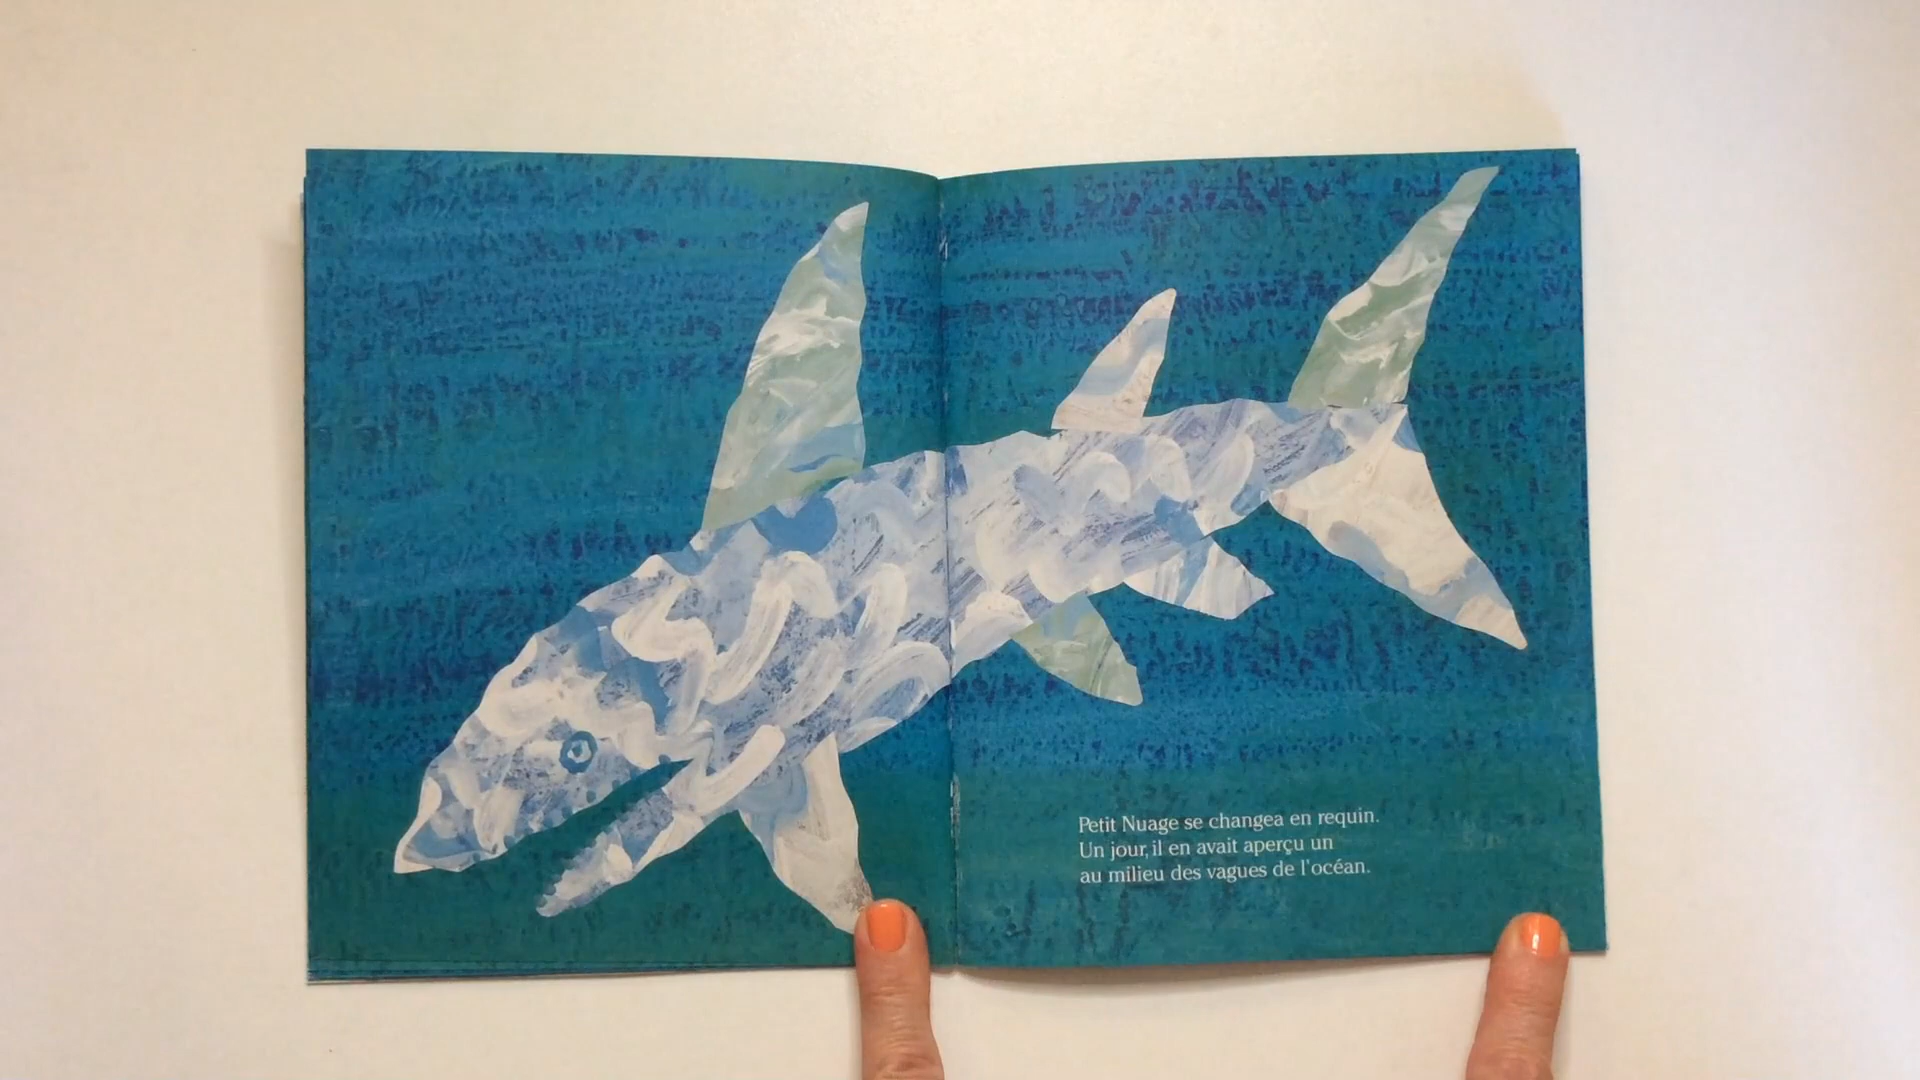 Petit Nuage se changea en requin.
Un jour, il en avait aperçu un
au milieu des vagues de l'océan.